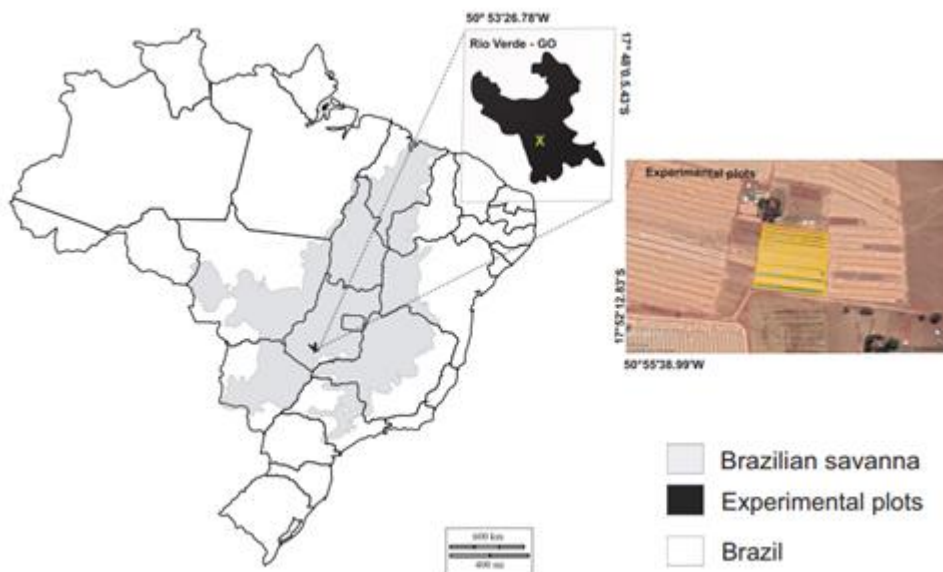 50° 53'26.78'W
Rio Verde - GO
17° 48'0.5.43'S
X
Experimental plots
17°52'12.83"S
50°55'38.99"W
Brazilian savanna
Experimental plots
Brazil
600 km
400 mi